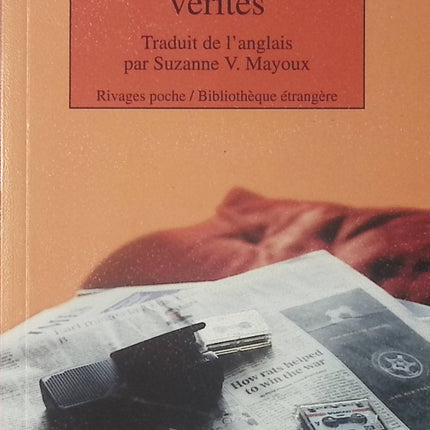 vérités
Traduit de l'anglais
par Suzanne V. Mayoux
Rivages poche / Bibliothèque étrangère
How rats helped
to win the war